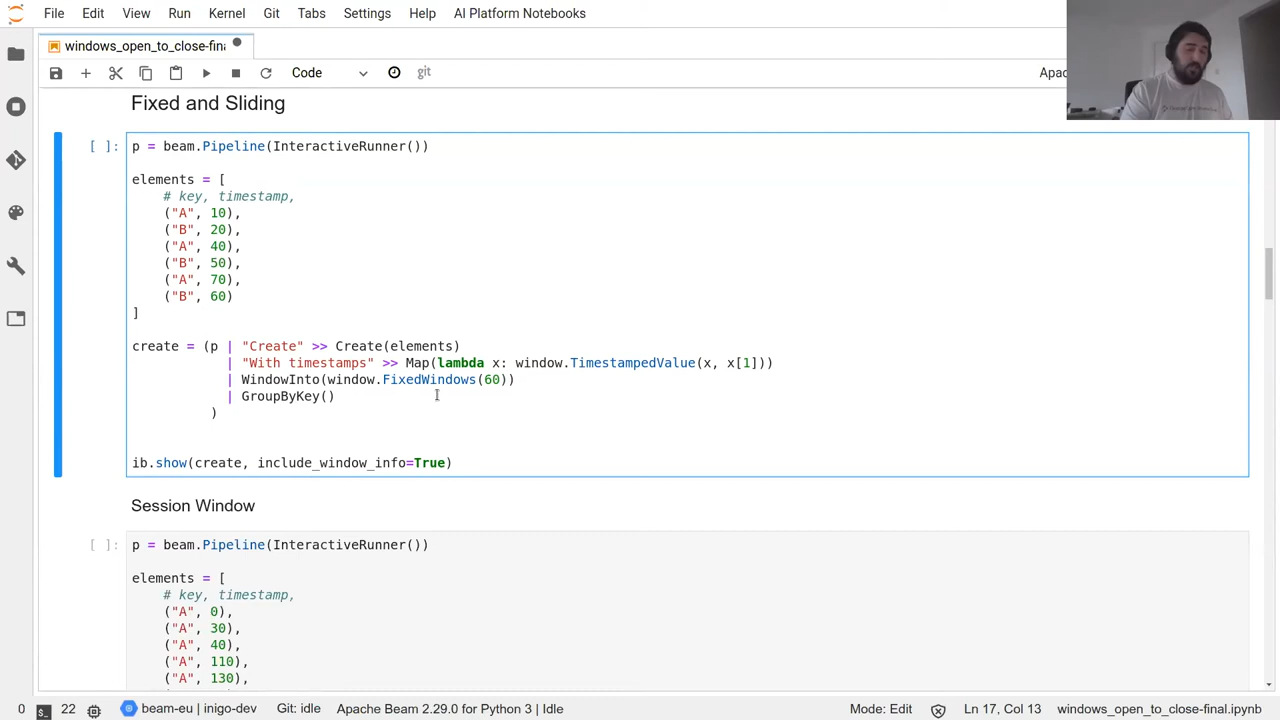 File Edit View Run Kernel Git Tabs Settings Help AI Platform Notebooks
windows_open_to_close-fina
Code git Apac
Fixed and Sliding
[ ]: p = beam.Pipeline(InteractiveRunner())
elements = [
# key, timestamp,
("A", 10),
("B", 20),
("A", 40),
("B", 50),
("A", 70),
("B", 60)
]
create = (p | "Create" >> Create(elements)
| "With timestamps" >> Map(lambda x: window.TimestampedValue(x, x[1]))
| WindowInto(window.FixedWindows(60))
| GroupByKey()
)
ib.show(create, include_window_info=True)
Session Window
[ ]: p = beam.Pipeline(InteractiveRunner())
elements = [
# key, timestamp,
("A", 0),
("A", 30),
("A", 40),
("A", 110),
("A", 130),
0 $_ 22 beam-eu | inigo-dev Git: idle Apache Beam 2.29.0 for Python 3 | Idle Mode: Edit Ln 17, Col 13 windows_open_to_close-final.ipynb